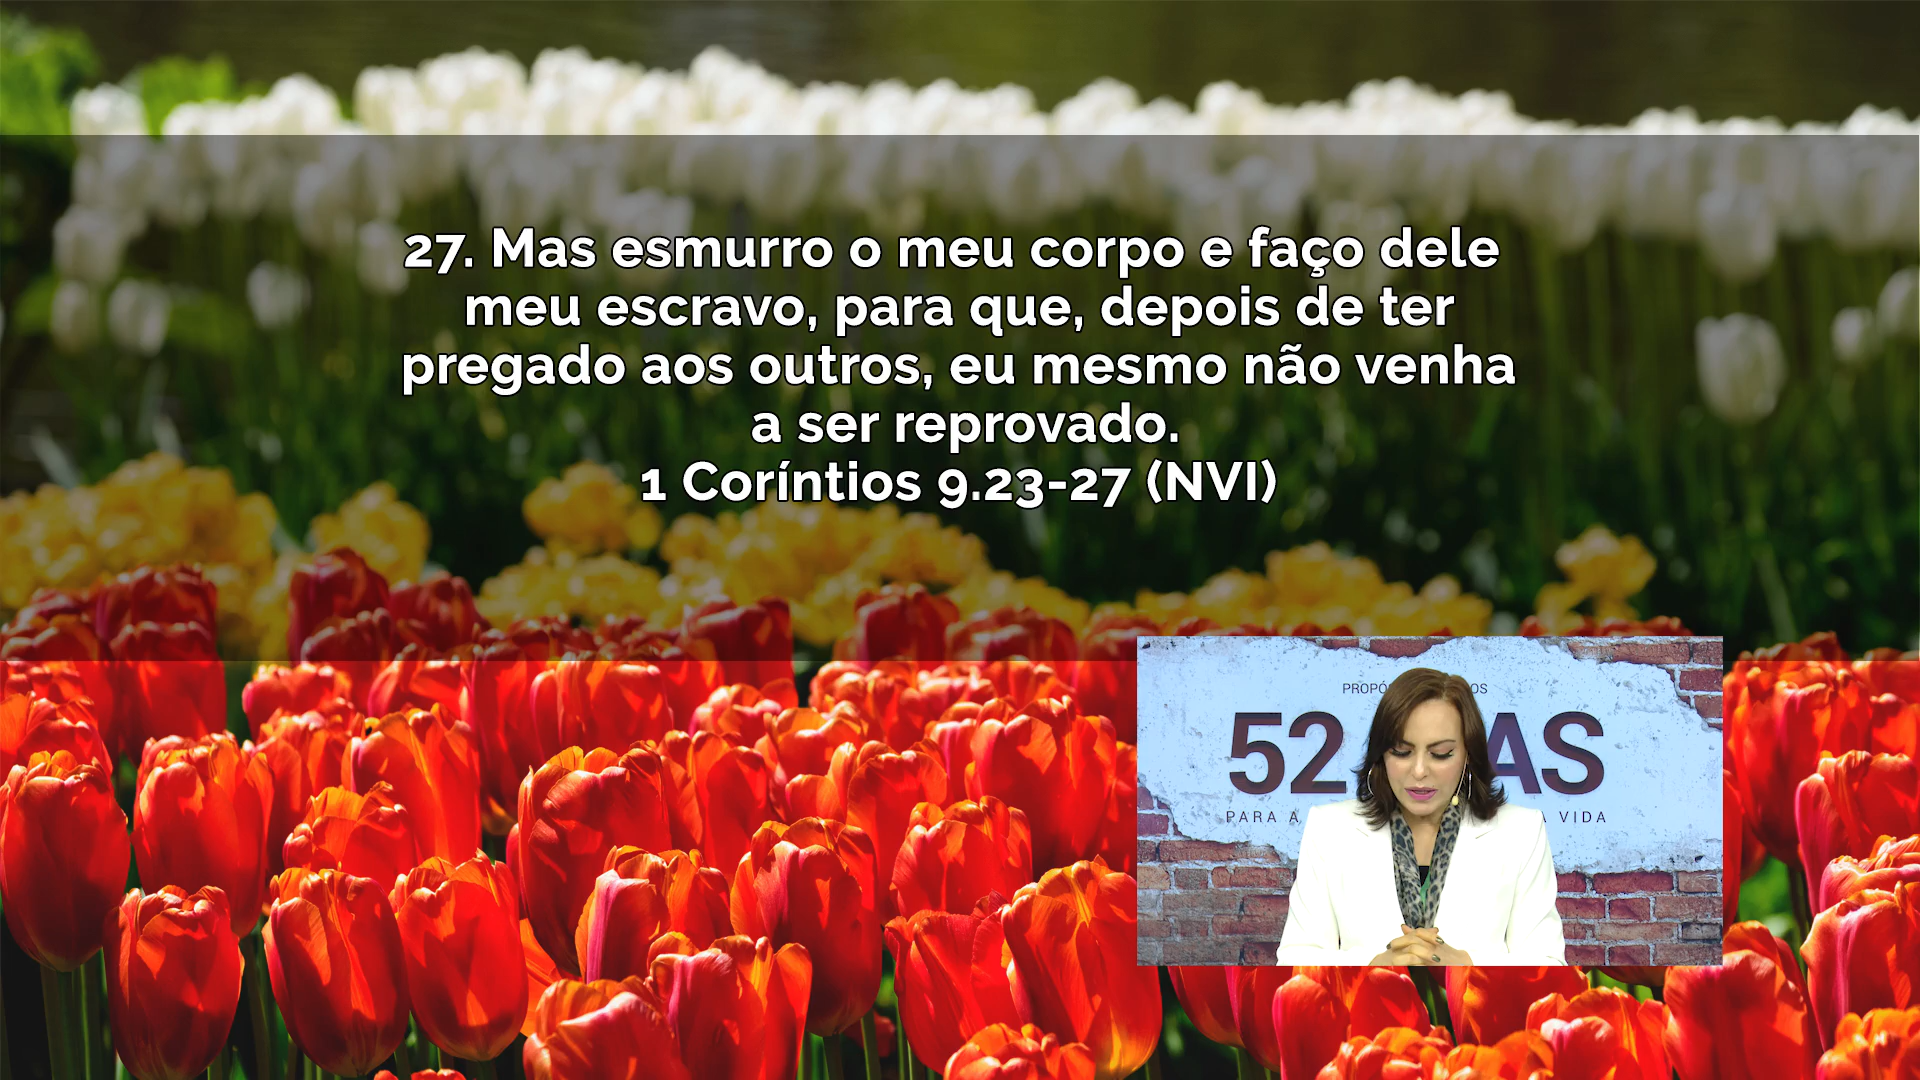 27. Mas esmurro o meu corpo e faço dele
meu escravo, para que, depois de ter
pregado aos outros, eu mesmo não venha
a ser reprovado.
1 Coríntios 9.23-27 (NVI)
52
PARA A
VIDA